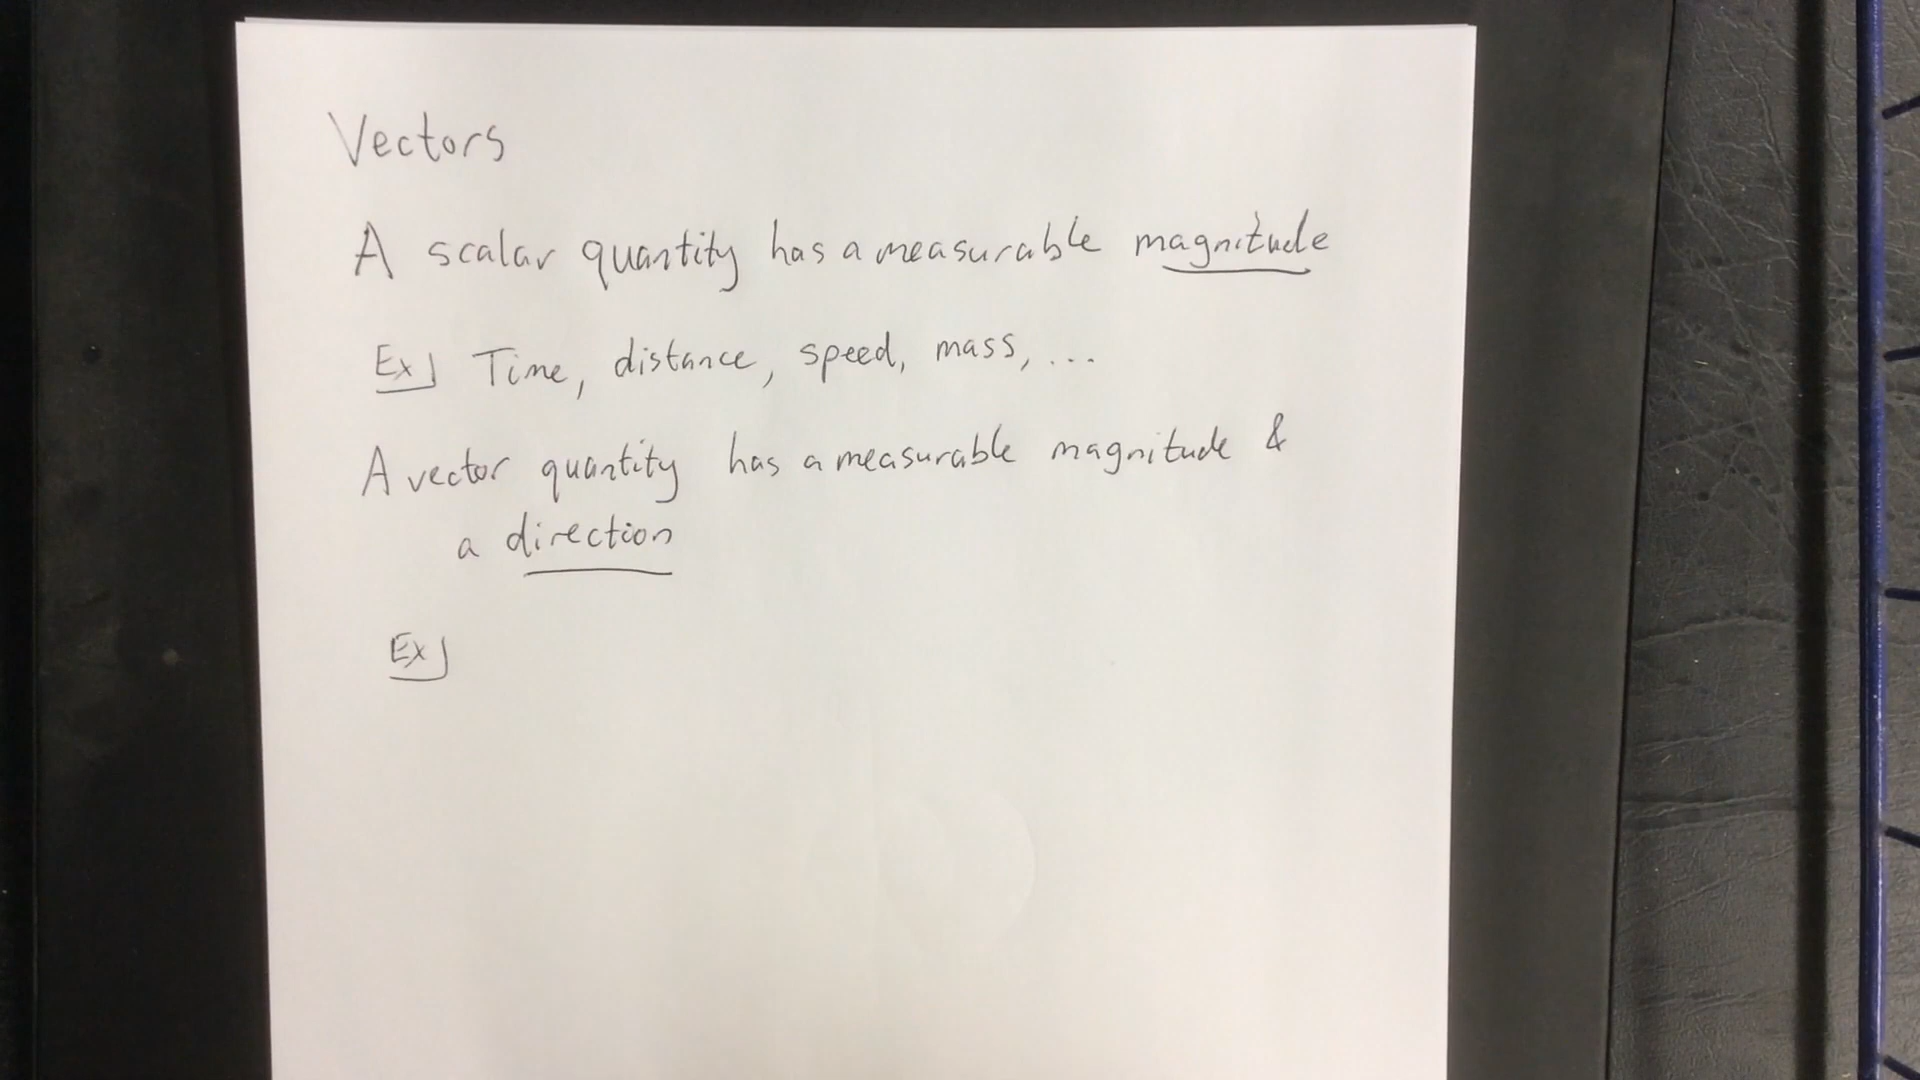 Vectors
A scalar quantity has a measurable magnitude
Ex] Time, distance, speed, mass, ...
A vector quantity has a measurable magnitude &
a direction
Ex]